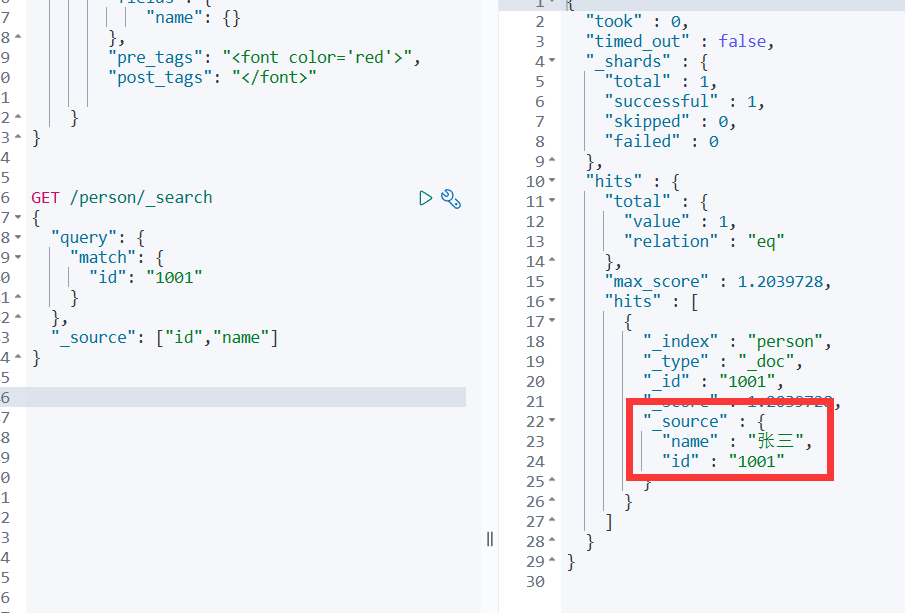 "fields": {
7 "name": {}
8 },
9 "pre_tags": "<font color='red'>",
0 "post_tags": "</font>"
1
2 }
3 }
4
5
6 GET /person/_search
7 {
8 "query": {
9 "match": {
0 "id": "1001"
1 }
2 },
3 "_source": ["id","name"]
4 }
5
6
7
8
9
0
1
2
3
4
5
6
1 {
2 "took" : 0,
3 "timed_out" : false,
4 "_shards" : {
5 "total" : 1,
6 "successful" : 1,
7 "skipped" : 0,
8 "failed" : 0
9 },
10 "hits" : {
11 "total" : {
12 "value" : 1,
13 "relation" : "eq"
14 },
15 "max_score" : 1.2039728,
16 "hits" : [
17 {
18 "_index" : "person",
19 "_type" : "_doc",
20 "_id" : "1001",
21 "_score" : 1.2039728,
22 "_source" : {
23 "name" : "张三",
24 "id" : "1001"
25 }
26 }
27 ]
28 }
29 }
30